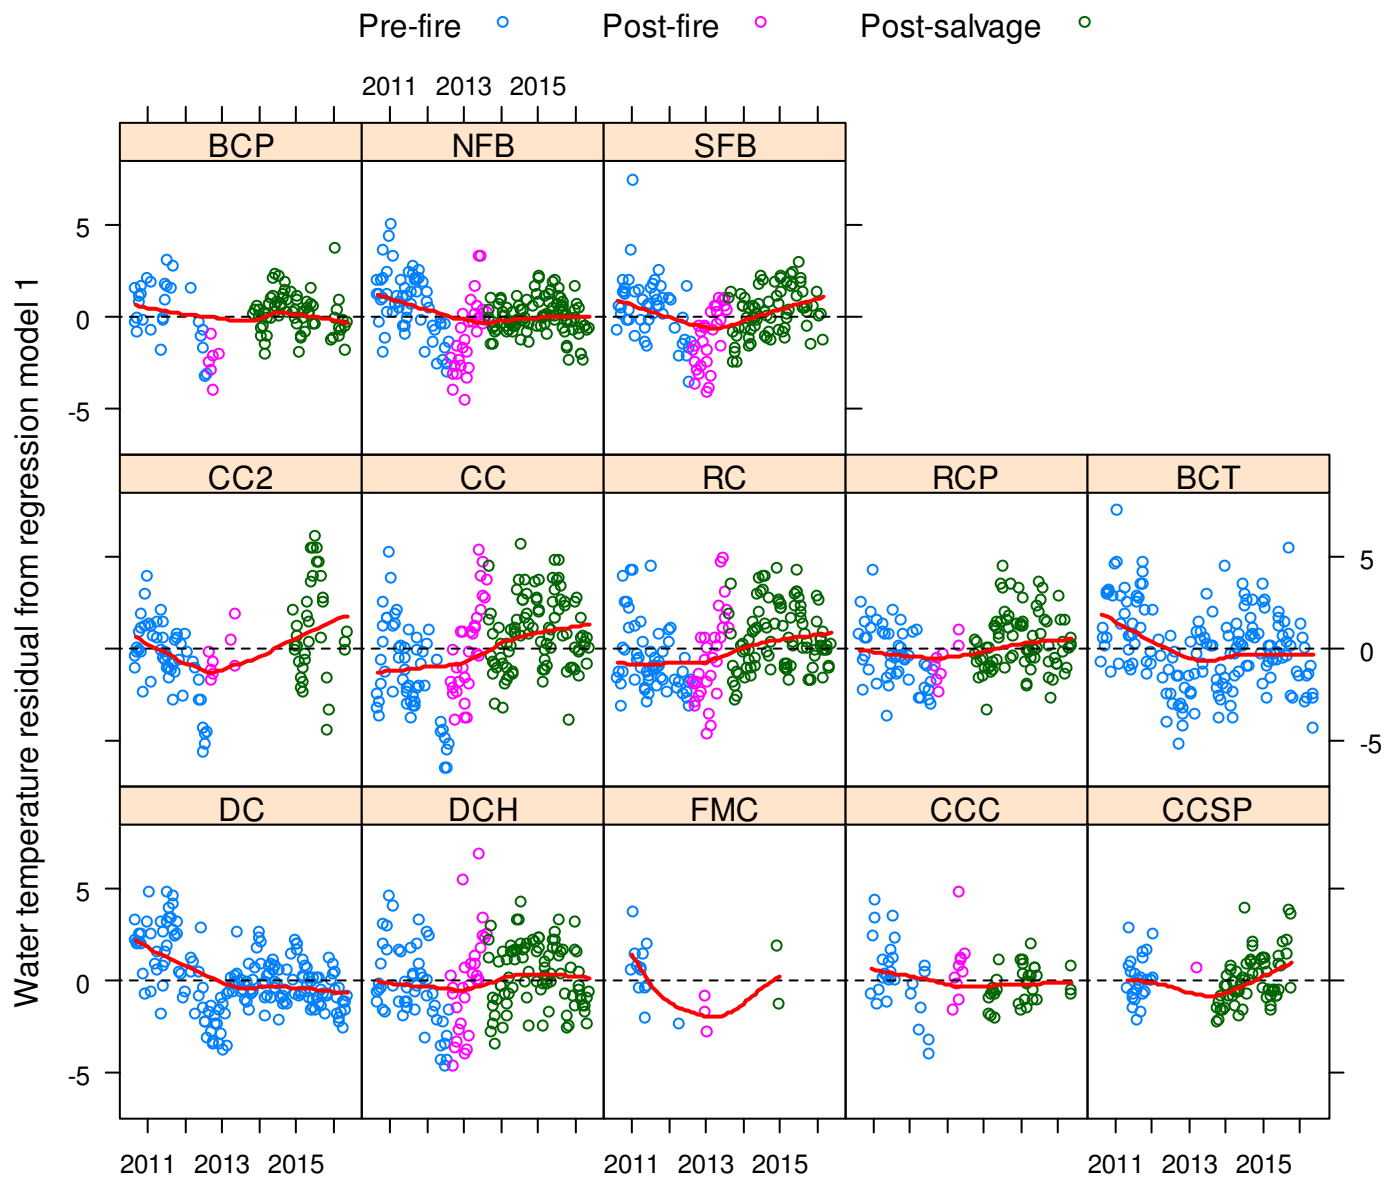 Pre-fire Post-fire Post-salvage
2011 2013 2015
BCP NFB SFB
5
0
-5
CC2 CC RC RCP BCT
5
0
-5
DC DCH FMC CCC CCSP
5
0
-5
2011 2013 2015 2011 2013 2015 2011 2013 2015
Water temperature residual from regression model 1